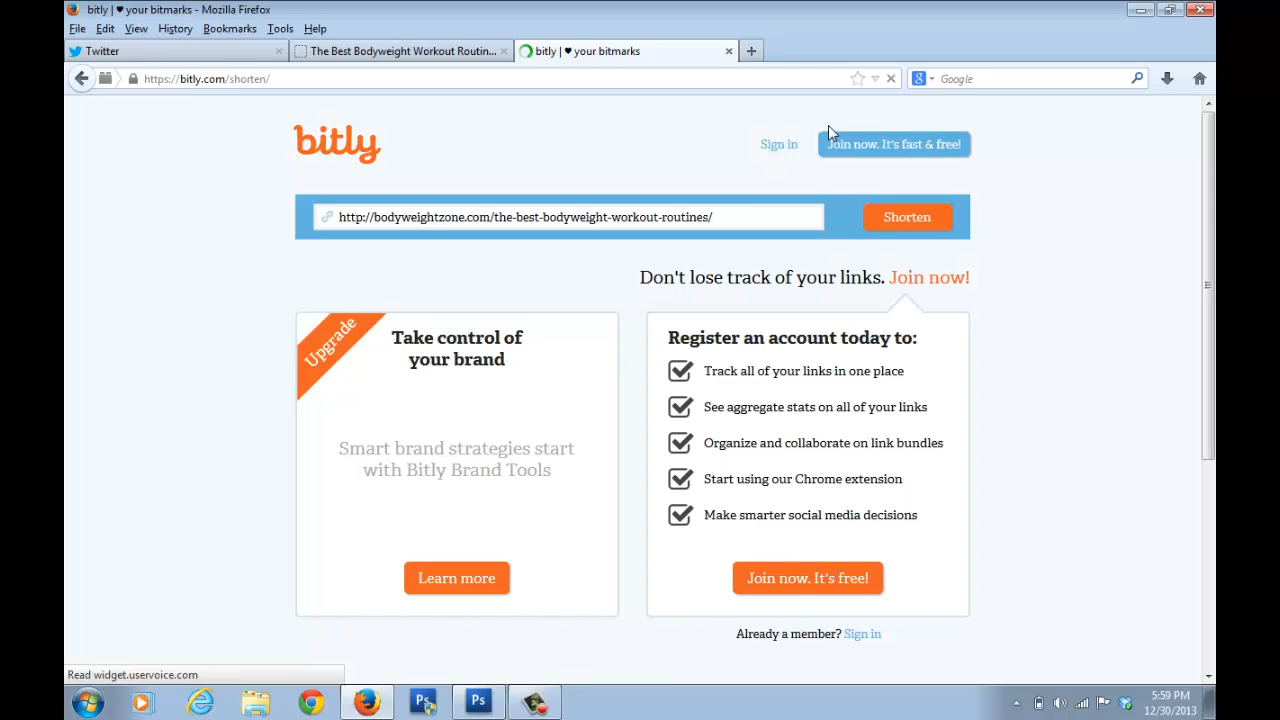 bitly | ♥ your bitmarks - Mozilla Firefox
File Edit View History Bookmarks Tools Help
Twitter The Best Bodyweight Workout Routin... bitly | ♥ your bitmarks
https://bitly.com/shorten/ Google
bitly
Sign in Join now. It's fast & free!
http://bodyweightzone.com/the-best-bodyweight-workout-routines/ Shorten
Don't lose track of your links. Join now!
Upgrade
Take control of
your brand
Smart brand strategies start
with Bitly Brand Tools
Learn more
Register an account today to:
Track all of your links in one place
See aggregate stats on all of your links
Organize and collaborate on link bundles
Start using our Chrome extension
Make smarter social media decisions
Join now. It's free!
Already a member? Sign in
Read widget.uservoice.com
Ps Ps
5:59 PM
12/30/2013